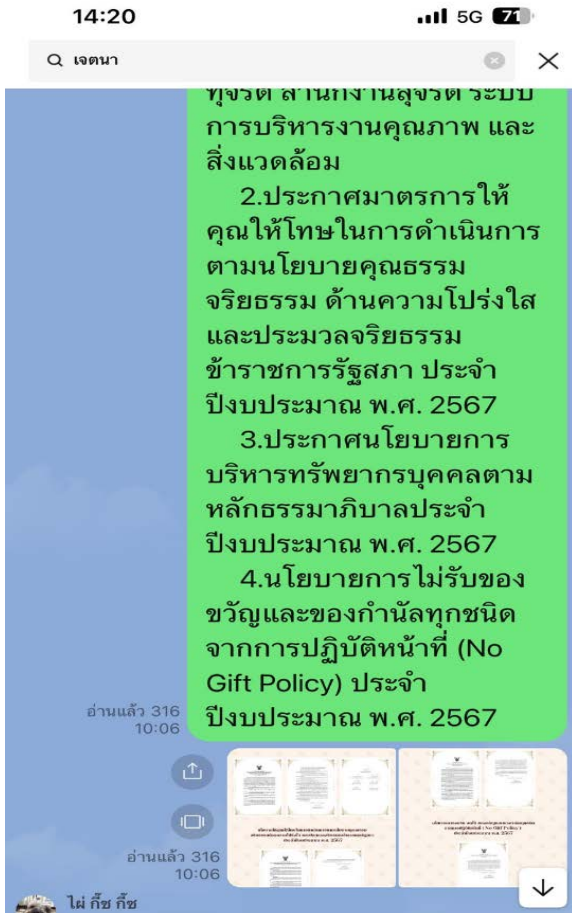 14:20
5G 71
เจตนา
ทุจริต สำนักงานสุจริต ระบบ
การบริหารงานคุณภาพ และ
สิ่งแวดล้อม
2.ประกาศมาตรการให้
คุณให้โทษในการดำเนินการ
ตามนโยบายคุณธรรม
จริยธรรม ด้านความโปร่งใส
และประมวลจริยธรรม
ข้าราชการรัฐสภา ประจำ
ปีงบประมาณ พ.ศ. 2567
3.ประกาศนโยบายการ
บริหารทรัพยากรบุคคลตาม
หลักธรรมาภิบาลประจำ
ปีงบประมาณ พ.ศ. 2567
4.นโยบายการไม่รับของ
ขวัญและของกำนัลทุกชนิด
จากการปฏิบัติหน้าที่ (No
Gift Policy) ประจำ
ปีงบประมาณ พ.ศ. 2567
อ่านแล้ว 316
10:06
อ่านแล้ว 316
10:06
ไผ่ กี๊ซ กี๊ซ